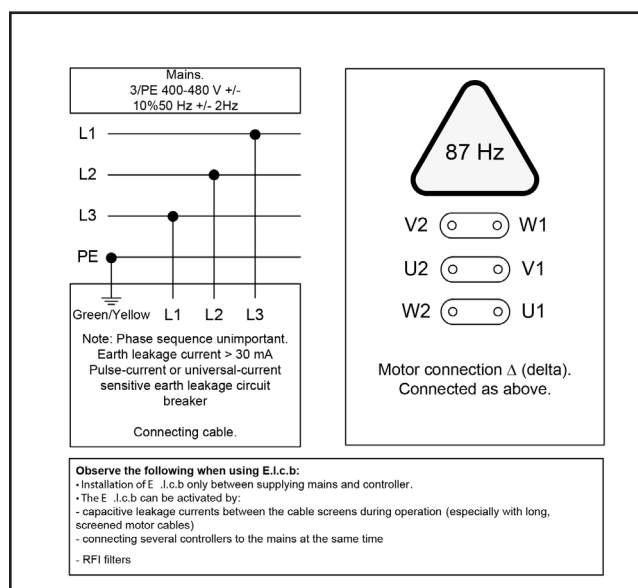 Mains.
3/PE 400-480 V +/-
10%50 Hz +/- 2Hz
L1
L2
L3
PE
Green/Yellow L1 L2 L3
Note: Phase sequence unimportant.
Earth leakage current > 30 mA
Pulse-current or universal-current
sensitive earth leakage circuit
breaker
Connecting cable.
87 Hz
V2 W1
U2 V1
W2 U1
Motor connection Δ (delta).
Connected as above.
Observe the following when using E.l.c.b:
• Installation of E .l.c.b only between supplying mains and controller.
• The E .l.c.b can be activated by:
- capacitive leakage currents between the cable screens during operation (especially with long,
screened motor cables)
- connecting several controllers to the mains at the same time
- RFI filters